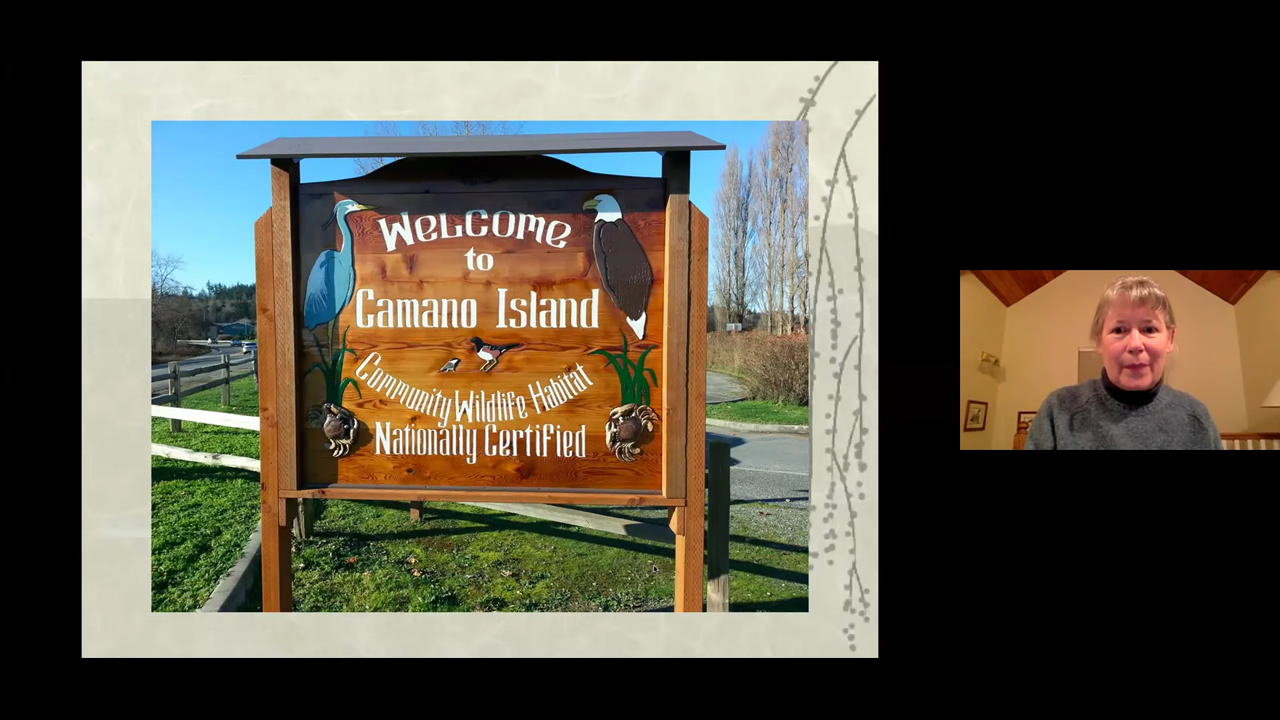 Welcome
to
Camano Island
Community Wildlife Habitat
Nationally Certified